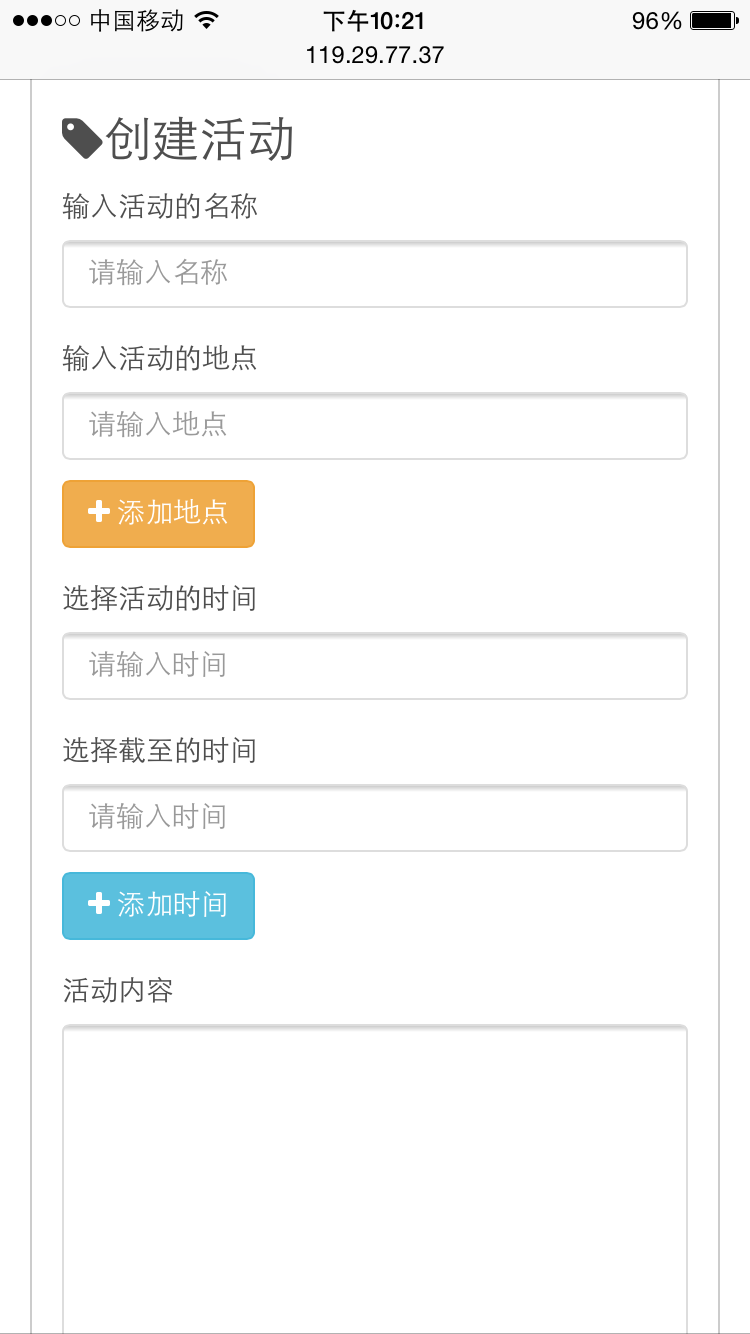 中国移动
下午10:21
96%
119.29.77.37
创建活动
输入活动的名称
请输入名称
输入活动的地点
请输入地点
添加地点
选择活动的时间
请输入时间
选择截至的时间
请输入时间
添加时间
活动内容